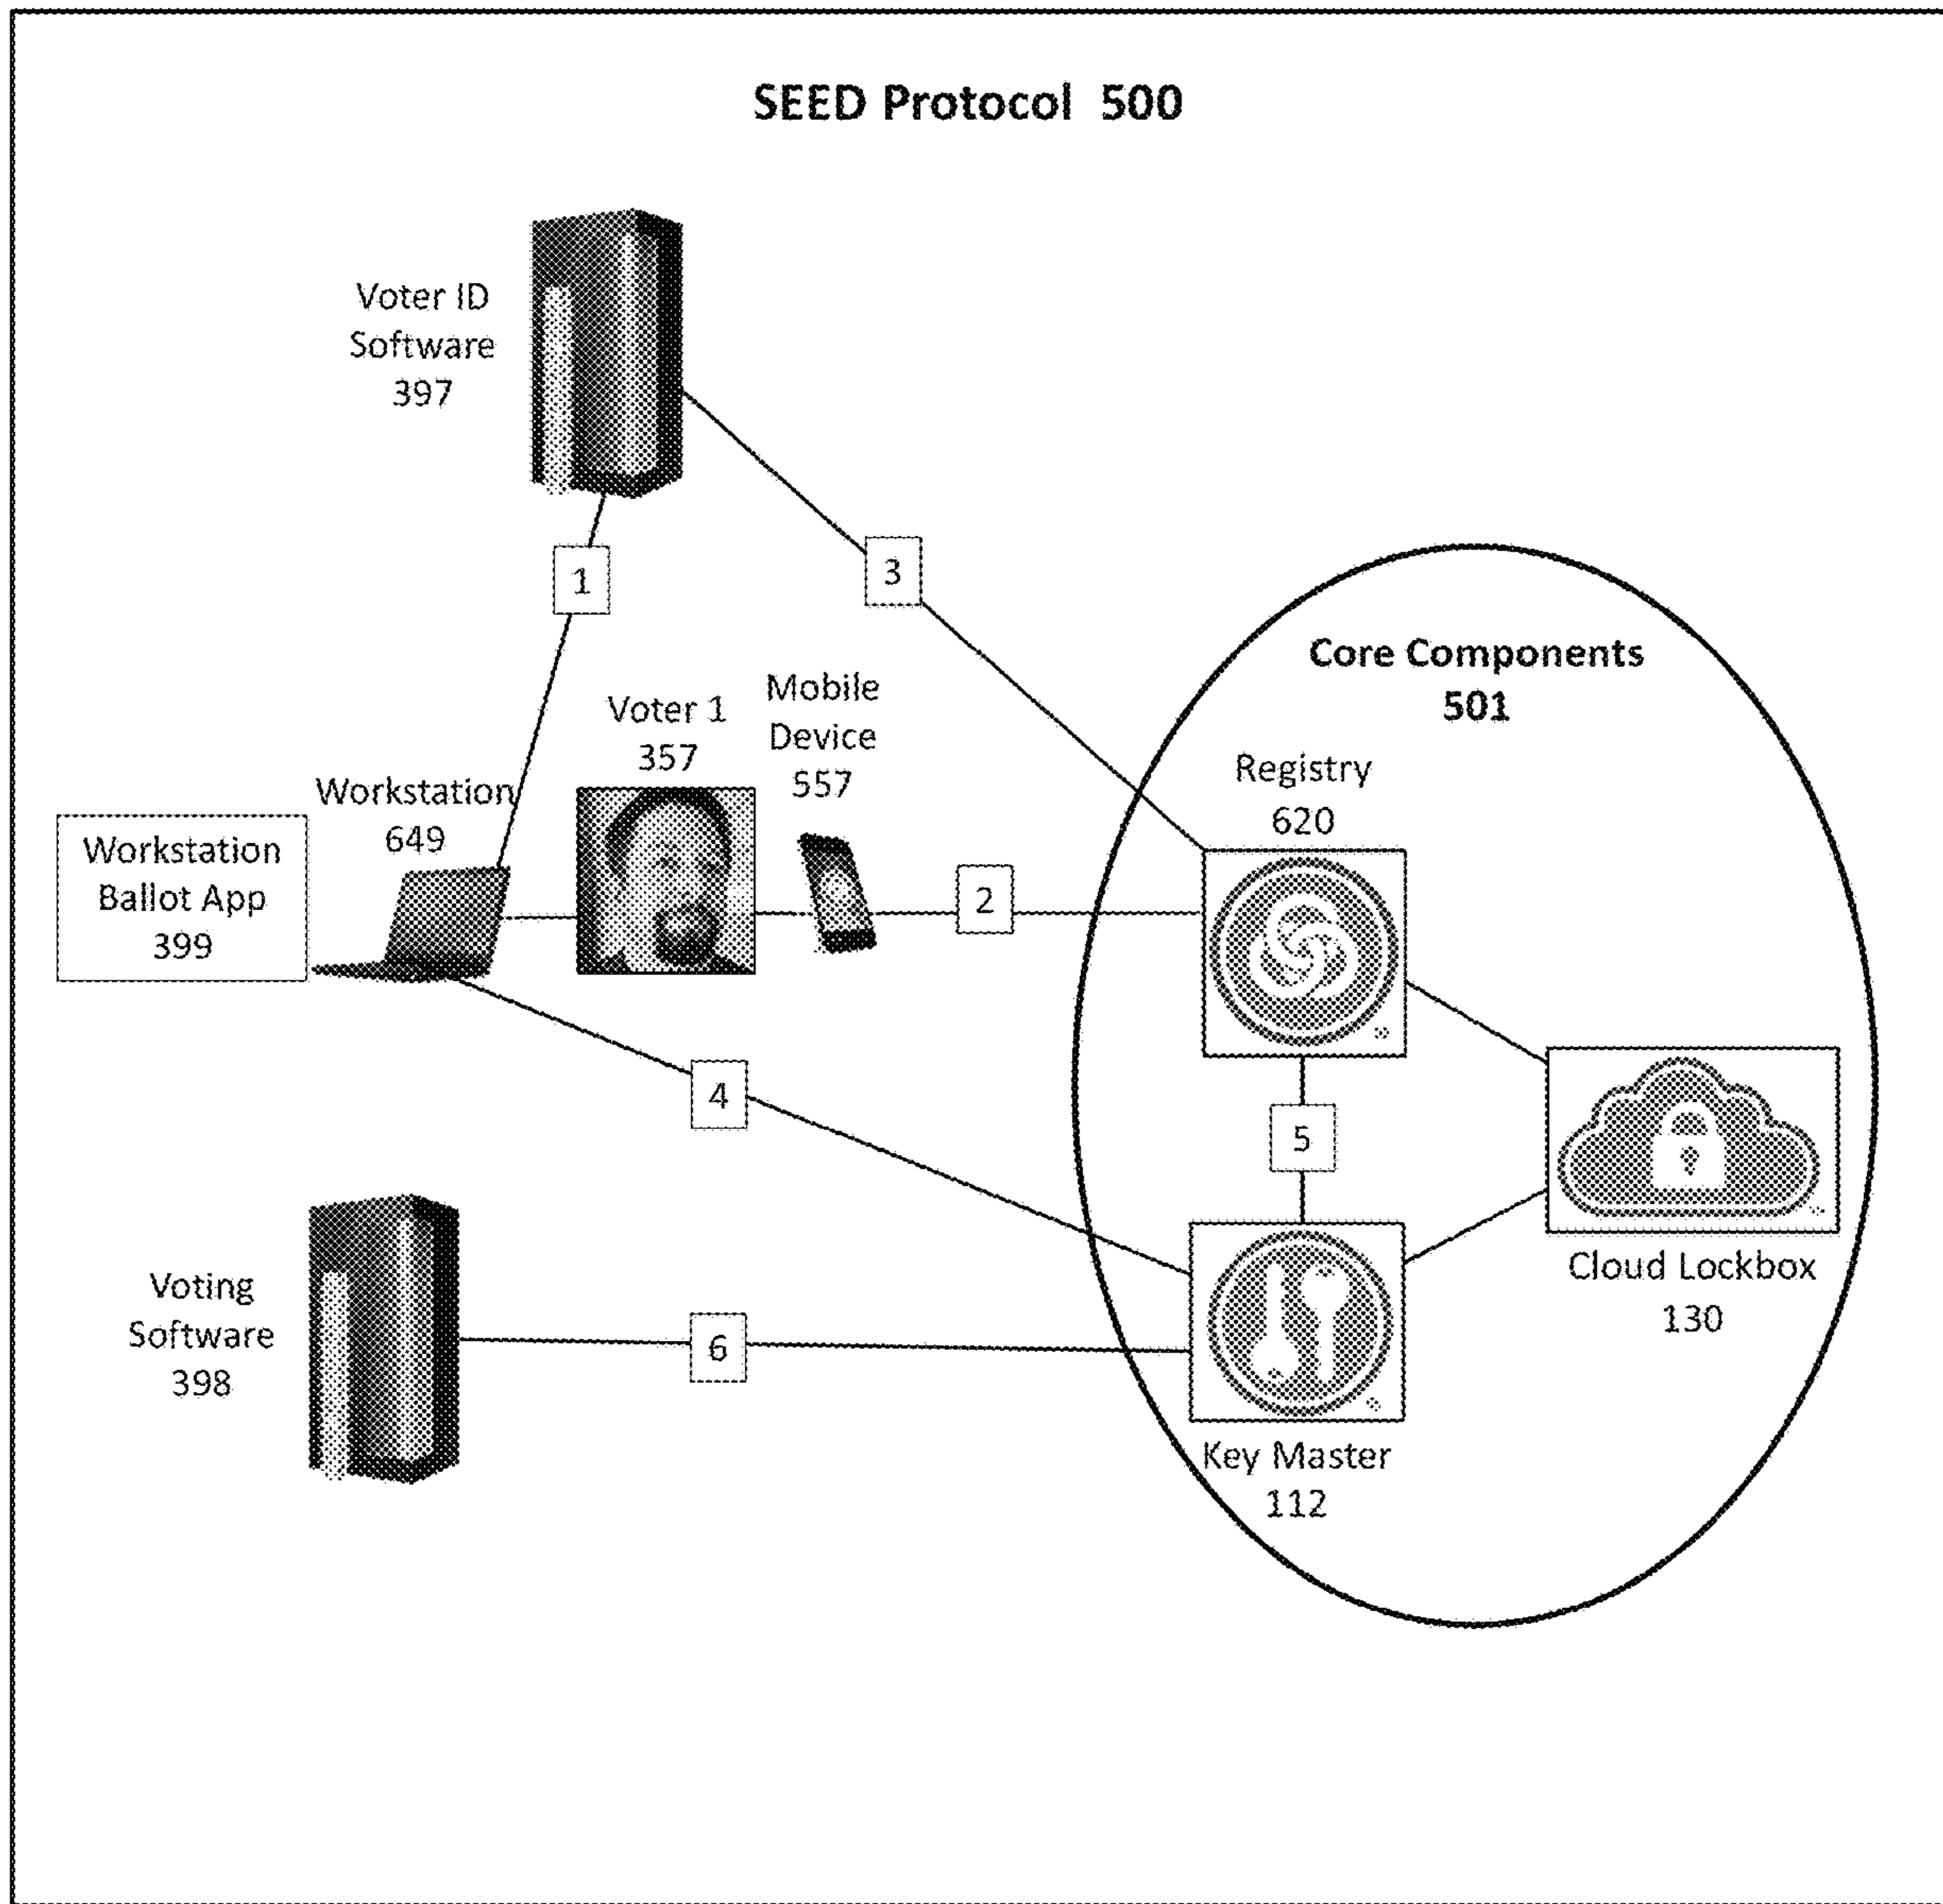 SEED Protocol 500
Voter ID
Software
397
1
3
Core Components
501
Voter 1
357
Mobile
Device
557
Workstation
649
Workstation
Ballot App
399
2
Registry
620
4
5
Cloud Lockbox
130
Voting
Software
398
6
Key Master
112